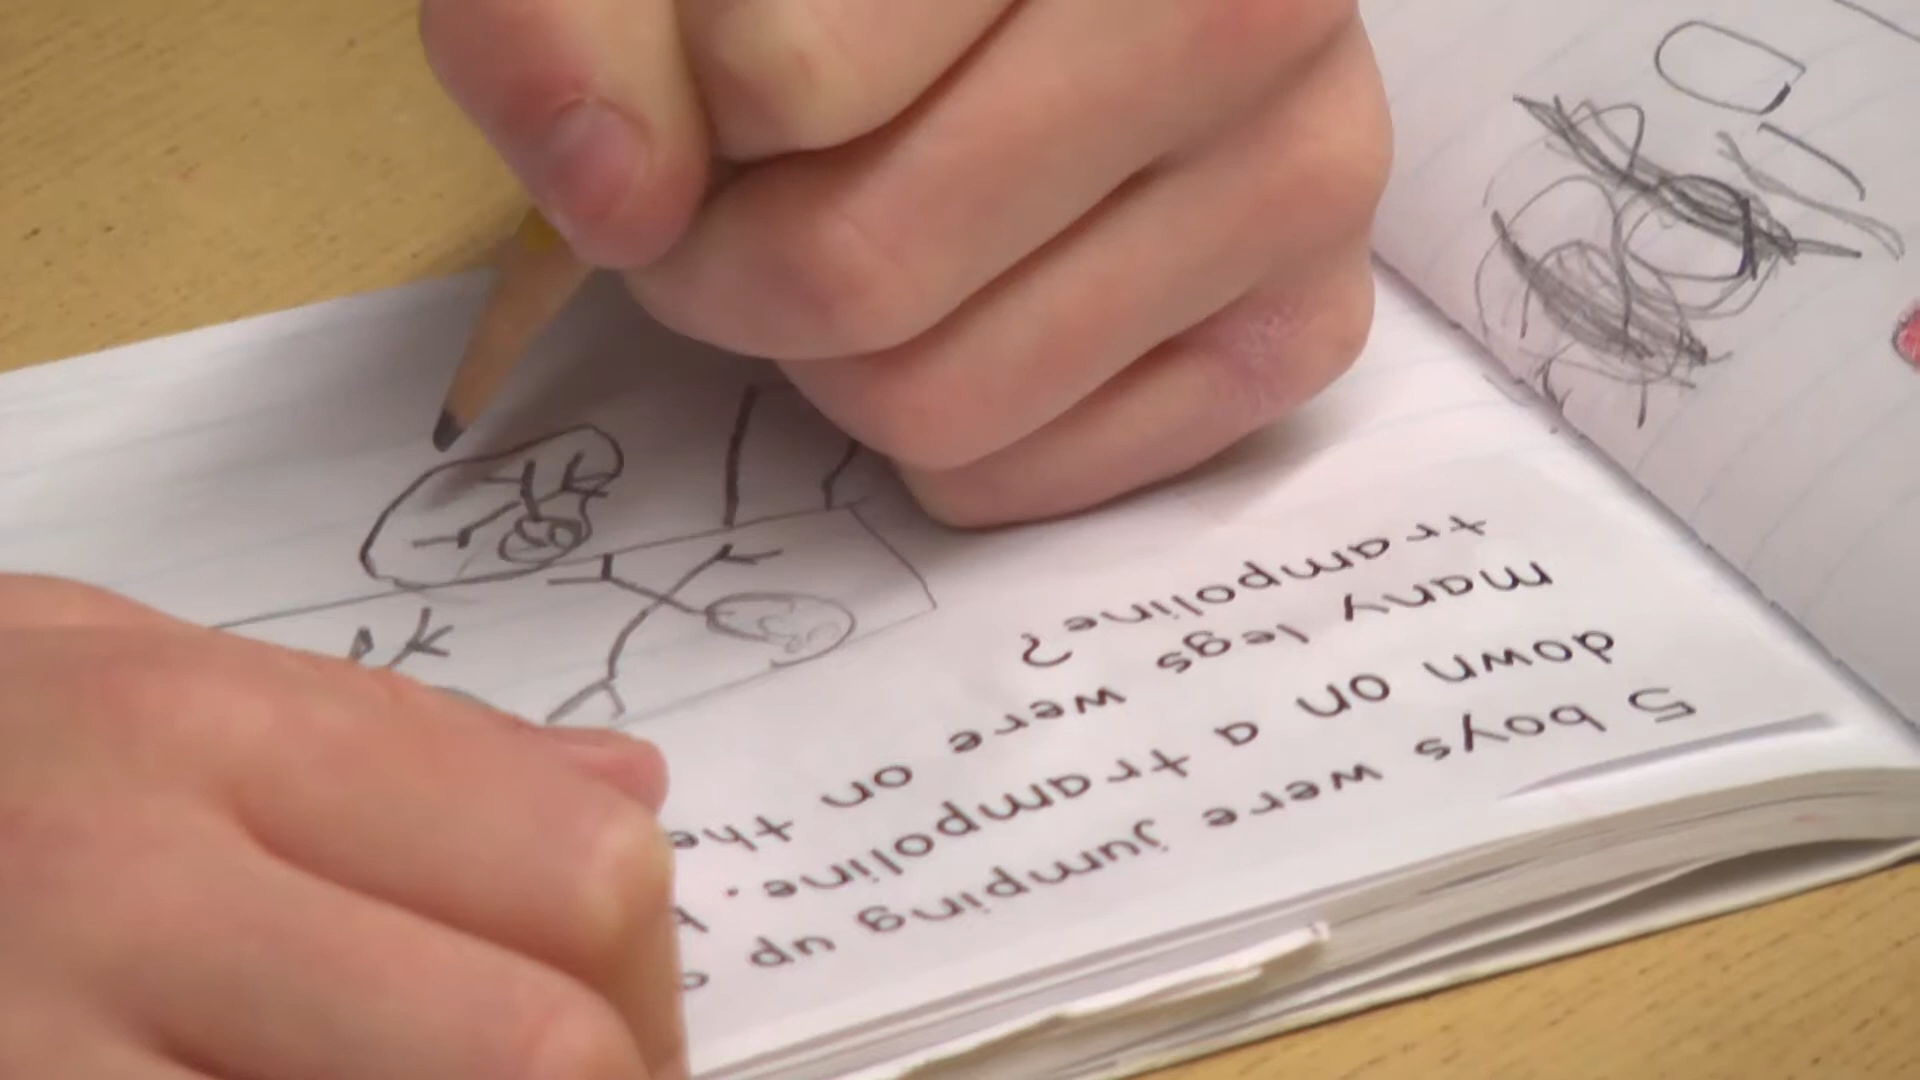 5 boys were jumping up
down on a trampoline.
many legs were on the
trampoline?